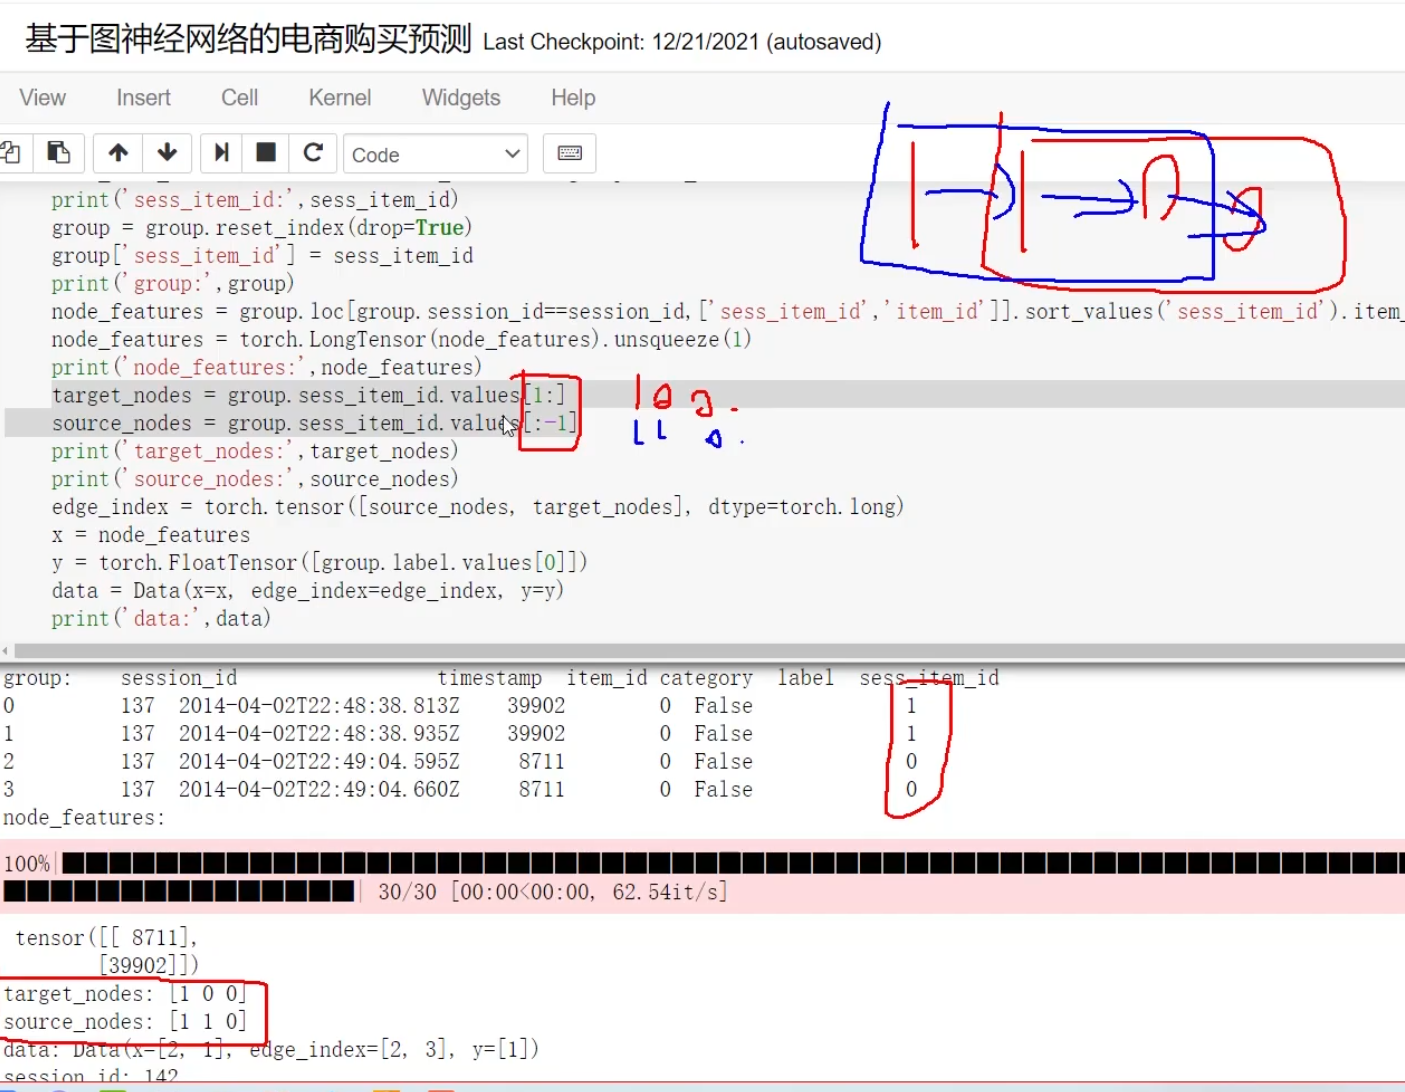 基于图神经网络的电商购买预测 Last Checkpoint: 12/21/2021 (autosaved)
View Insert Cell Kernel Widgets Help
Code
1 1 0 0
print('sess_item_id:',sess_item_id)
group = group.reset_index(drop=True)
group['sess_item_id'] = sess_item_id
print('group:',group)
node_features = group.loc[group.session_id==session_id,['sess_item_id','item_id']].sort_values('sess_item_id').item_
node_features = torch.LongTensor(node_features).unsqueeze(1)
print('node_features:',node_features)
target_nodes = group.sess_item_id.values[1:] 1 0 0
source_nodes = group.sess_item_id.values[:-1] 1 1 0
print('target_nodes:',target_nodes)
print('source_nodes:',source_nodes)
edge_index = torch.tensor([source_nodes, target_nodes], dtype=torch.long)
x = node_features
y = torch.FloatTensor([group.label.values[0]])
data = Data(x=x, edge_index=edge_index, y=y)
print('data:',data)
group: session_id timestamp item_id category label sess_item_id
0 137 2014-04-02T22:48:38.813Z 39902 0 False 1
1 137 2014-04-02T22:48:38.935Z 39902 0 False 1
2 137 2014-04-02T22:49:04.595Z 8711 0 False 0
3 137 2014-04-02T22:49:04.660Z 8711 0 False 0
node_features:
100%
30/30 [00:00<00:00, 62.54it/s]
tensor([[ 8711],
[39902]])
target_nodes: [1 0 0]
source_nodes: [1 1 0]
data: Data(x=[2, 1], edge_index=[2, 3], y=[1])
session_id: 142